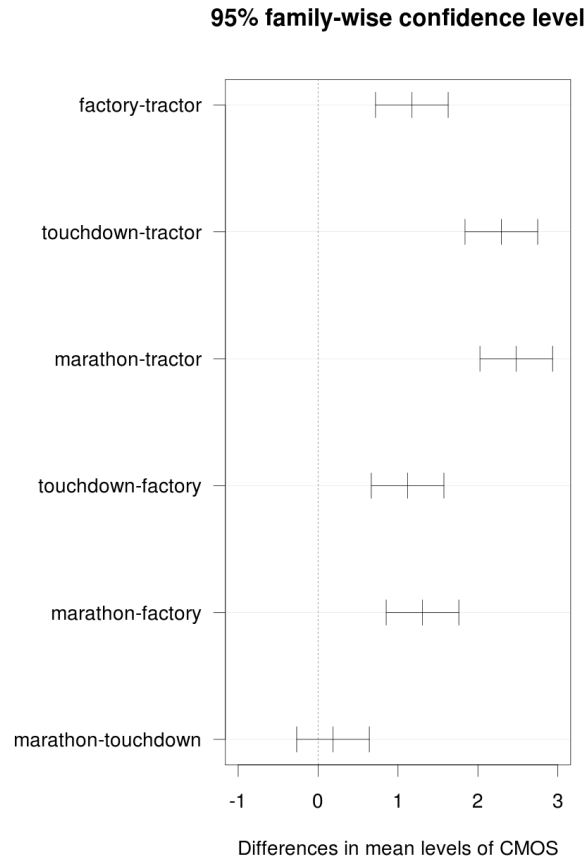 95% family-wise confidence level
factory-tractor
touchdown-tractor
marathon-tractor
touchdown-factory
marathon-factory
marathon-touchdown
-1 0 1 2 3
Differences in mean levels of CMOS